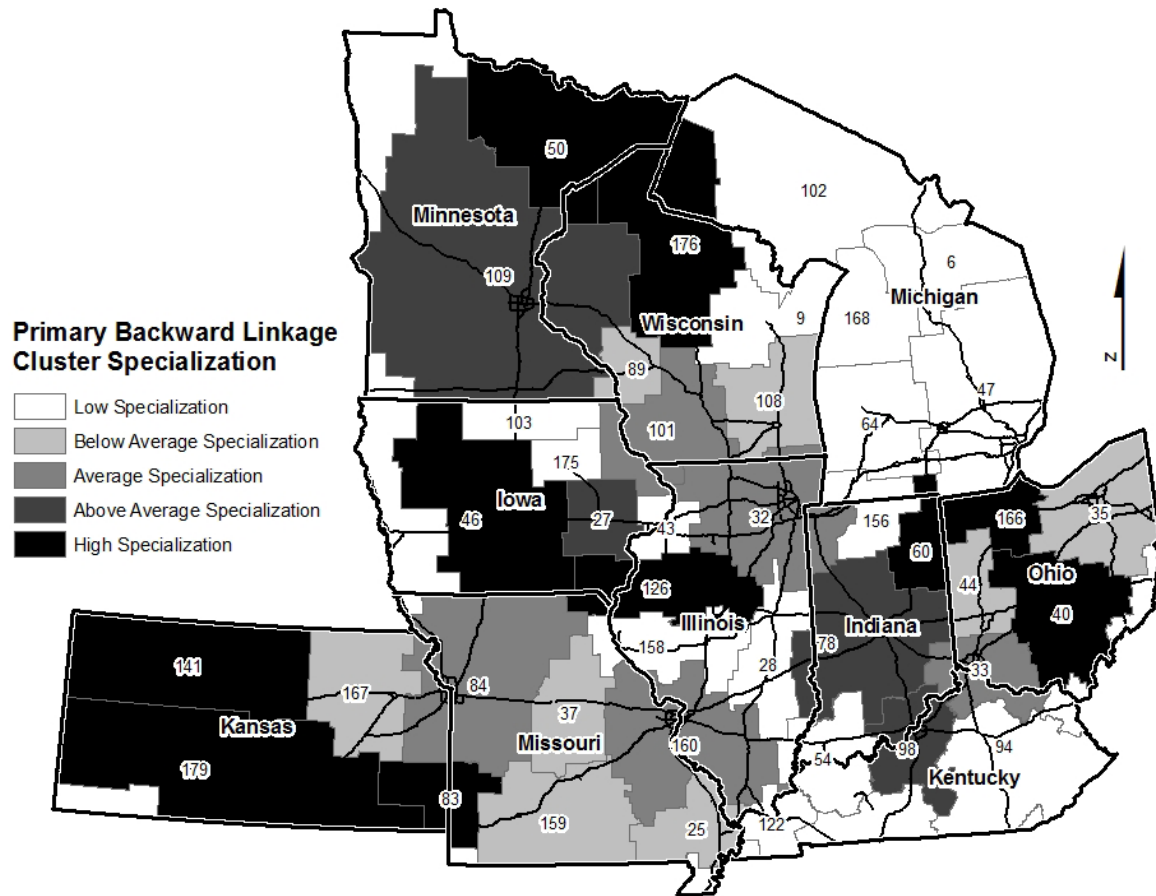 50
102
Minnesota
176
6
109
Michigan
Wisconsin
9
168
N
Primary Backward Linkage
Cluster Specialization
Low Specialization
Below Average Specialization
Average Specialization
Above Average Specialization
High Specialization
89
47
108
103
101
64
175
Iowa
46
27
43
32
156
166
35
60
Ohio
44
40
126
Illinois
Indiana
158
78
28
33
141
167
84
37
Kansas
Missouri
160
98
94
54
Kentucky
179
83
159
25
122